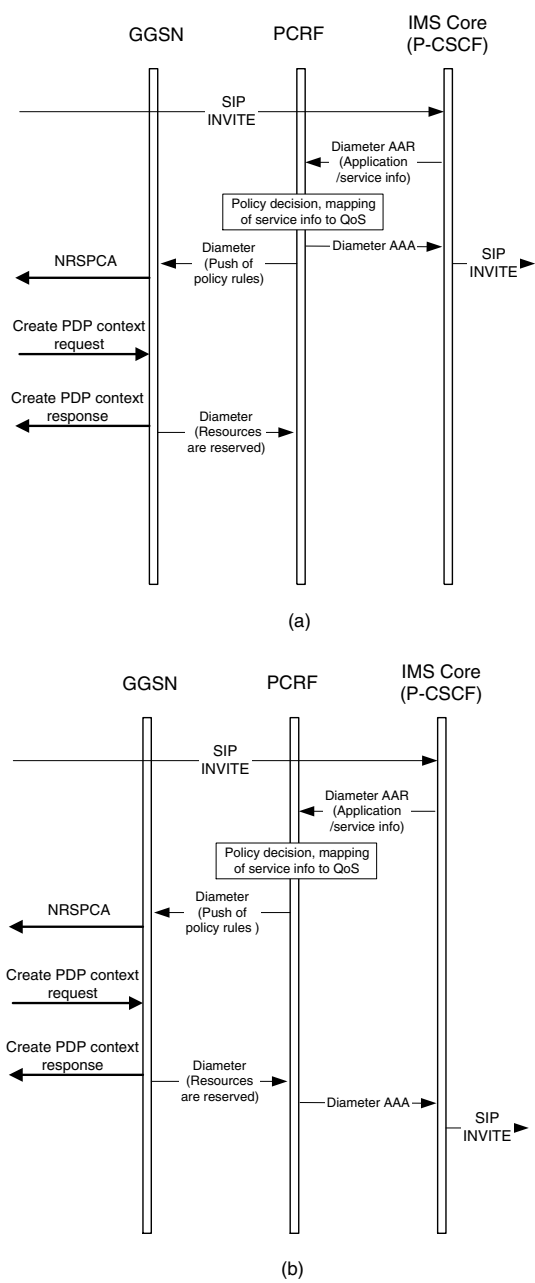 GGSN
PCRF
IMS Core
(P-CSCF)
SIP
INVITE
Diameter AAR
(Application
/service info)
Policy decision, mapping
of service info to QoS
Diameter
(Push of
policy rules)
Diameter AAA
SIP
INVITE
NRSPCA
Create PDP context
request
Create PDP context
response
Diameter
(Resources
are reserved)
(a)
GGSN
PCRF
IMS Core
(P-CSCF)
SIP
INVITE
Diameter AAR
(Application
/service info)
Policy decision, mapping
of service info to QoS
Diameter
(Push of
policy rules )
NRSPCA
Create PDP context
request
Create PDP context
response
Diameter
(Resources
are reserved)
Diameter AAA
SIP
INVITE
(b)